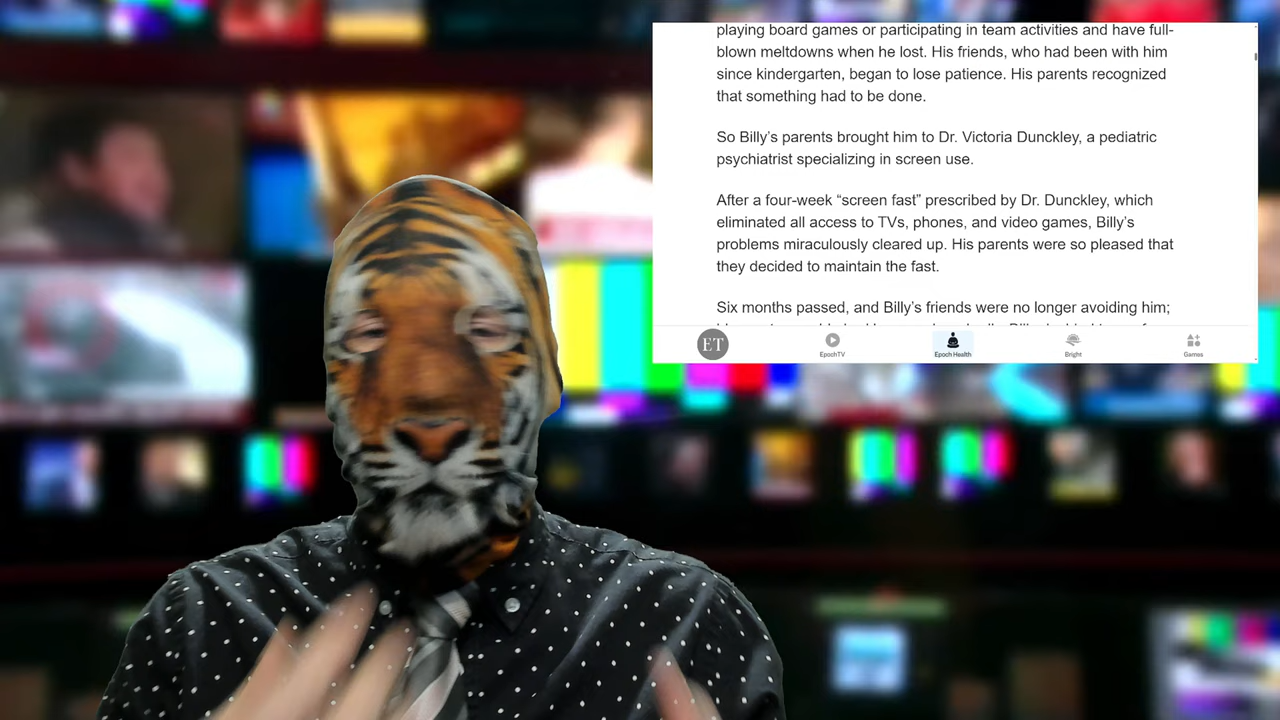 playing board games or participating in team activities and have full-
blown meltdowns when he lost. His friends, who had been with him
since kindergarten, began to lose patience. His parents recognized
that something had to be done.
So Billy’s parents brought him to Dr. Victoria Dunckley, a pediatric
psychiatrist specializing in screen use.
After a four-week “screen fast” prescribed by Dr. Dunckley, which
eliminated all access to TVs, phones, and video games, Billy’s
problems miraculously cleared up. His parents were so pleased that
they decided to maintain the fast.
Six months passed, and Billy’s friends were no longer avoiding him;
ET
EpochTV
Epoch Health
Bright
Games